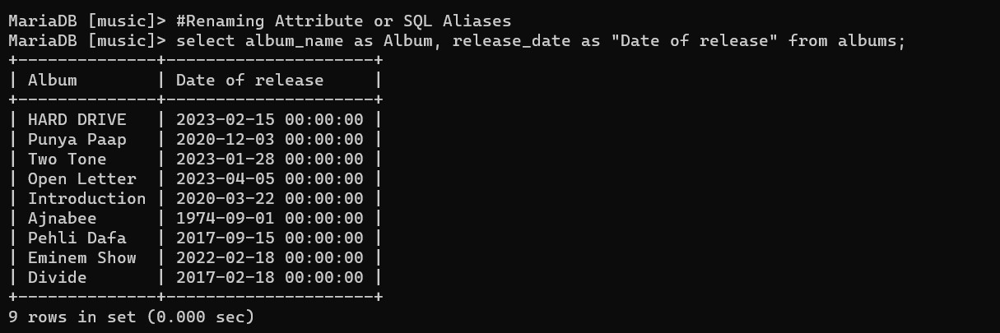 MariaDB [music]> #Renaming Attribute or SQL Aliases
MariaDB [music]> select album_name as Album, release_date as "Date of release" from albums;
+--------------+---------------------+
| Album        | Date of release     |
+--------------+---------------------+
| HARD DRIVE   | 2023-02-15 00:00:00 |
| Punya Paap   | 2020-12-03 00:00:00 |
| Two Tone     | 2023-01-28 00:00:00 |
| Open Letter  | 2023-04-05 00:00:00 |
| Introduction | 2020-03-22 00:00:00 |
| Ajnabee      | 1974-09-01 00:00:00 |
| Pehli Dafa   | 2017-09-15 00:00:00 |
| Eminem Show  | 2022-02-18 00:00:00 |
| Divide       | 2017-02-18 00:00:00 |
+--------------+---------------------+
9 rows in set (0.000 sec)